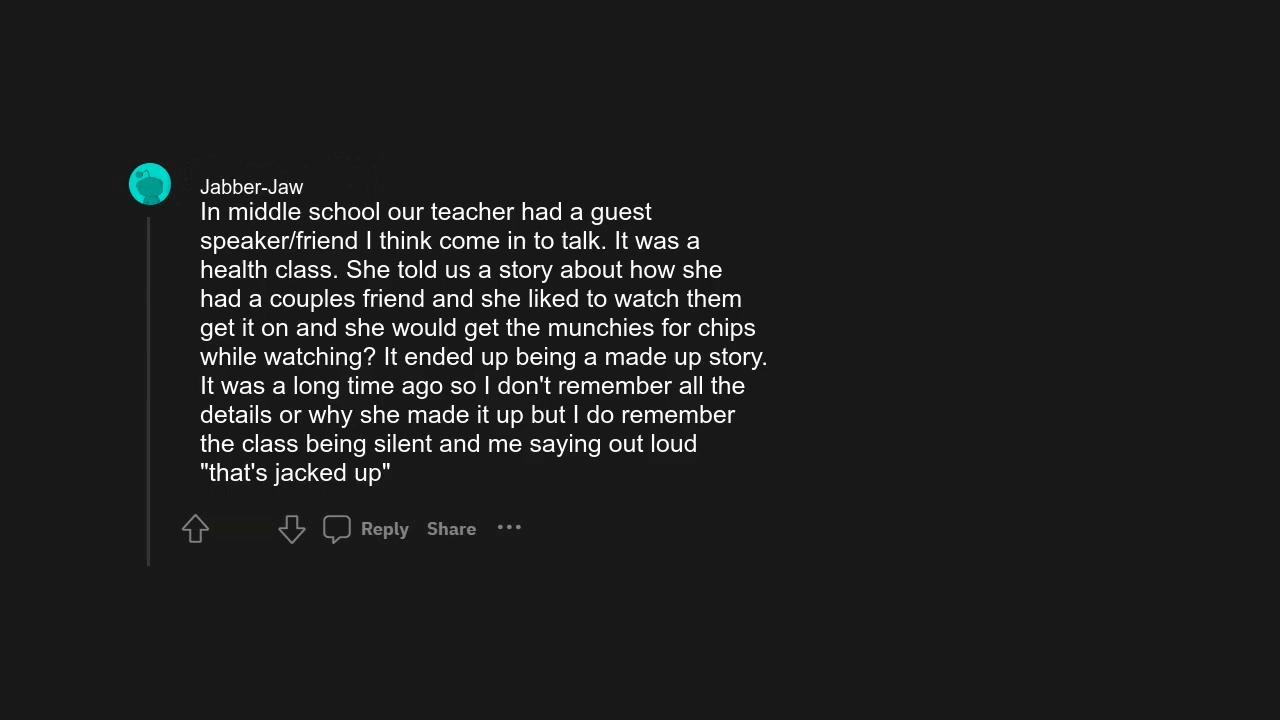 Jabber-Jaw
In middle school our teacher had a guest
speaker/friend I think come in to talk. It was a
health class. She told us a story about how she
had a couples friend and she liked to watch them
get it on and she would get the munchies for chips
while watching? It ended up being a made up story.
It was a long time ago so I don't remember all the
details or why she made it up but I do remember
the class being silent and me saying out loud
"that's jacked up"
Reply Share